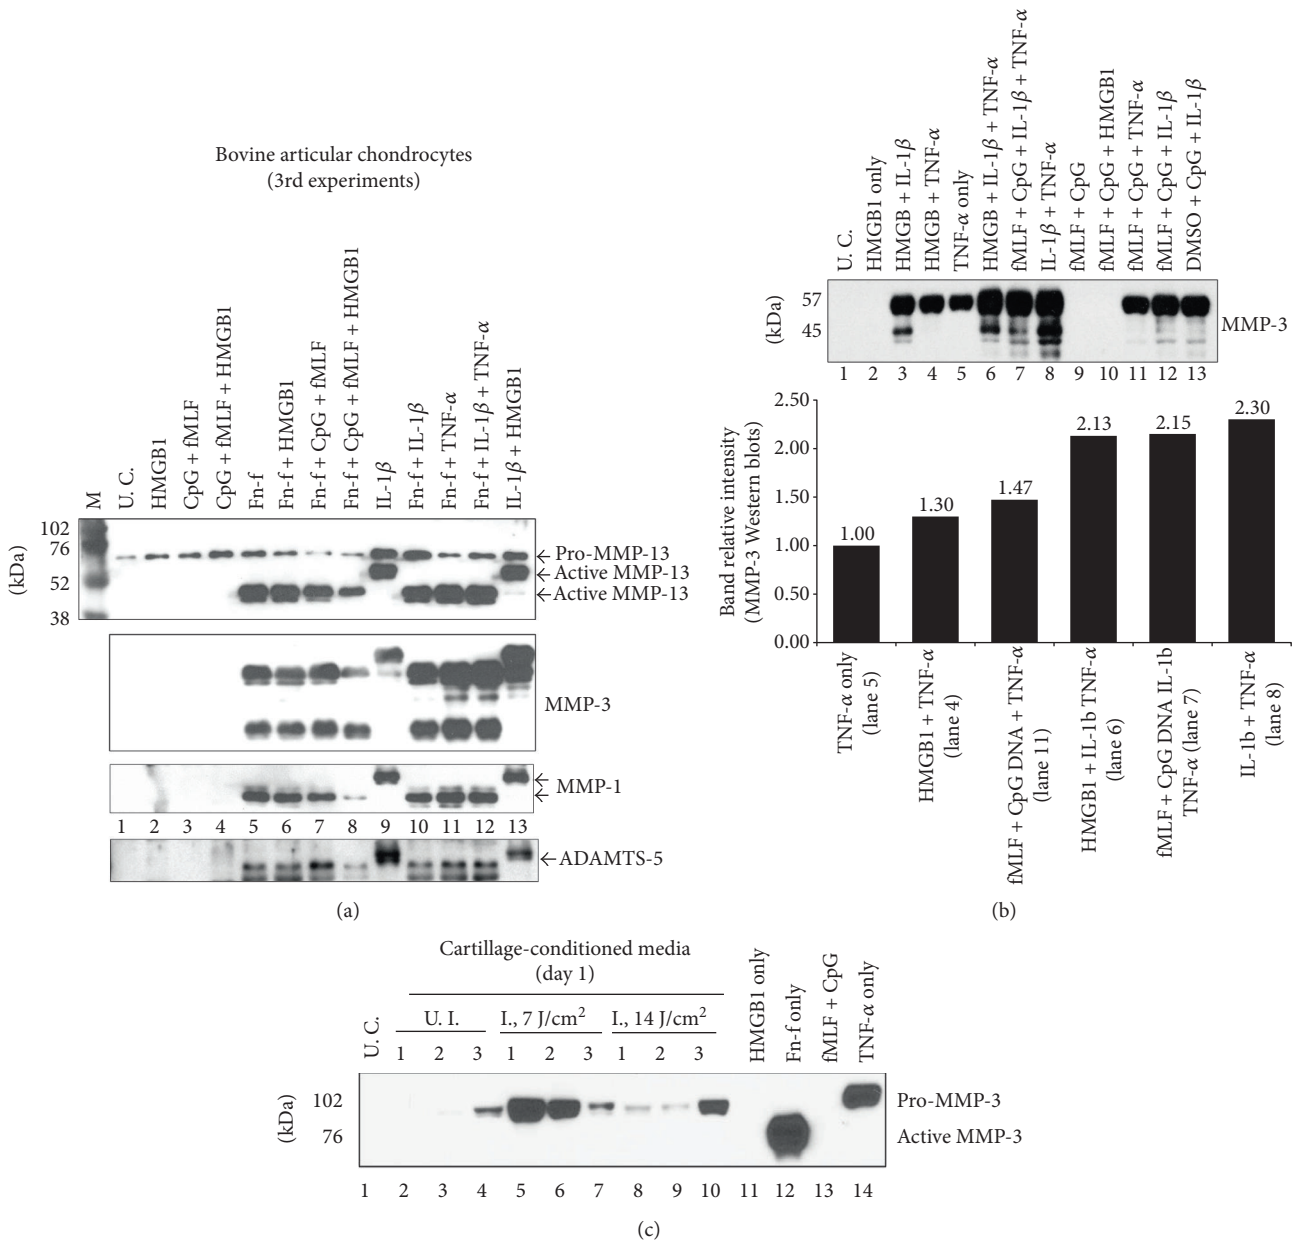 Bovine articular chondrocytes
(3rd experiments)
M
U. C.
HMGB1
CpG + fMLF
CpG + fMLF + HMGB1
Fn-f
Fn-f + HMGB1
Fn-f + CpG + fMLF
Fn-f + CpG + fMLF + HMGB1
IL-1β
Fn-f + IL-1β
Fn-f + TNF-α
Fn-f + IL-1β + TNF-α
IL-1β + HMGB1
(kDa)
102
76
52
38
Pro-MMP-13
Active MMP-13
Active MMP-13
MMP-3
MMP-1
1 2 3 4 5 6 7 8 9 10 11 12 13
ADAMTS-5
(a)
U. C.
HMGB1 only
HMGB + IL-1β
HMGB + TNF-α
TNF-α only
HMGB + IL-1β + TNF-α
fMLF + CpG + IL-1β + TNF-α
IL-1β + TNF-α
fMLF + CpG
fMLF + CpG + HMGB1
fMLF + CpG + TNF-α
fMLF + CpG + IL-1β
DMSO + CpG + IL-1β
(kDa)
57
45
MMP-3
1 2 3 4 5 6 7 8 9 10 11 12 13
Band relative intensity
(MMP-3 Western blots)
2.50
2.00
1.50
1.00
0.50
0.00
1.00
1.30
1.47
2.13
2.15
2.30
TNF-α only
(lane 5)
HMGB1 + TNF-α
(lane 4)
fMLF + CpG DNA + TNF-α
(lane 11)
HMGB1 + IL-1b TNF-α
(lane 6)
fMLF + CpG DNA IL-1b
TNF-α (lane 7)
IL-1b + TNF-α
(lane 8)
(b)
Cartillage-conditioned media
(day 1)
U. C.
U. I.
I., 7 J/cm²
I., 14 J/cm²
1 2 3 1 2 3 1 2 3
HMGB1 only
Fn-f only
fMLF + CpG
TNF-α only
(kDa)
102
76
Pro-MMP-3
Active MMP-3
1 2 3 4 5 6 7 8 9 10 11 12 13 14
(c)